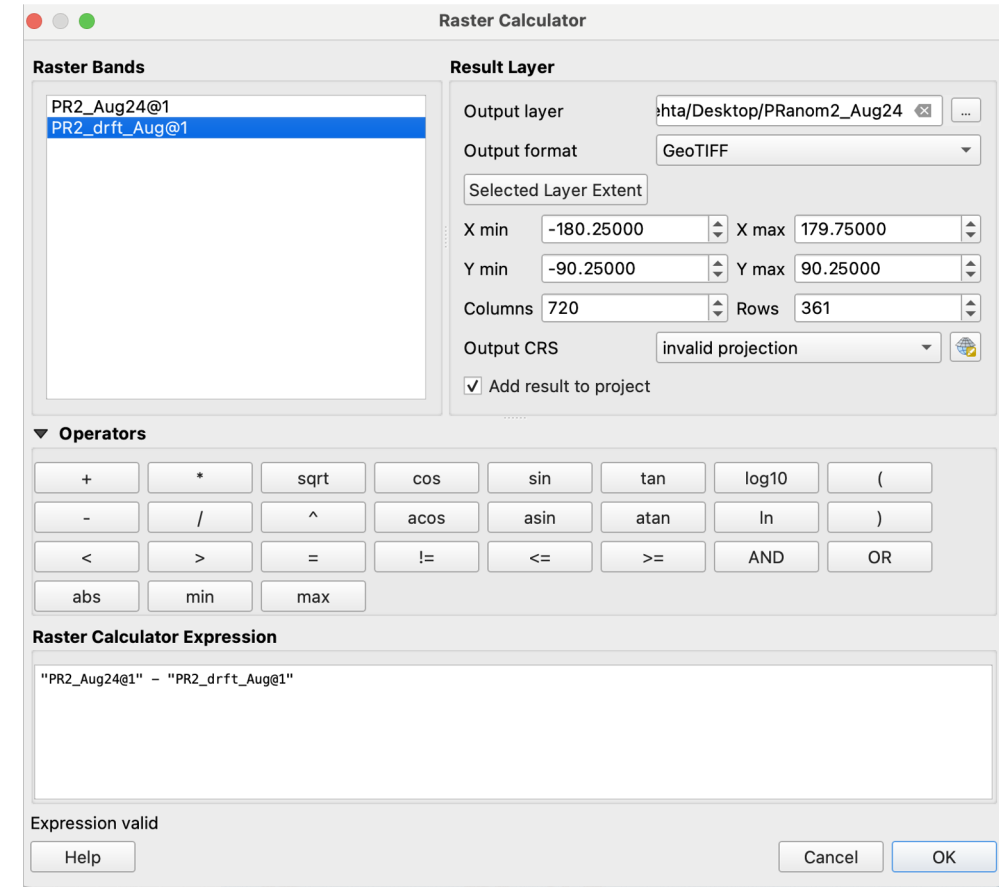 Raster Calculator
Raster Bands
PR2_Aug24@1
PR2_drft_Aug@1
Result Layer
Output layer ehta/Desktop/PRanom2_Aug24 ...
Output format GeoTIFF
Selected Layer Extent
X min -180.25000 X max 179.75000
Y min -90.25000 Y max 90.25000
Columns 720 Rows 361
Output CRS invalid projection
Add result to project
Operators
+ * sqrt cos sin tan log10 (
- / ^ acos asin atan ln )
< > = != <= >= AND OR
abs min max
Raster Calculator Expression
"PR2_Aug24@1" - "PR2_drft_Aug@1"
Expression valid
Help Cancel OK